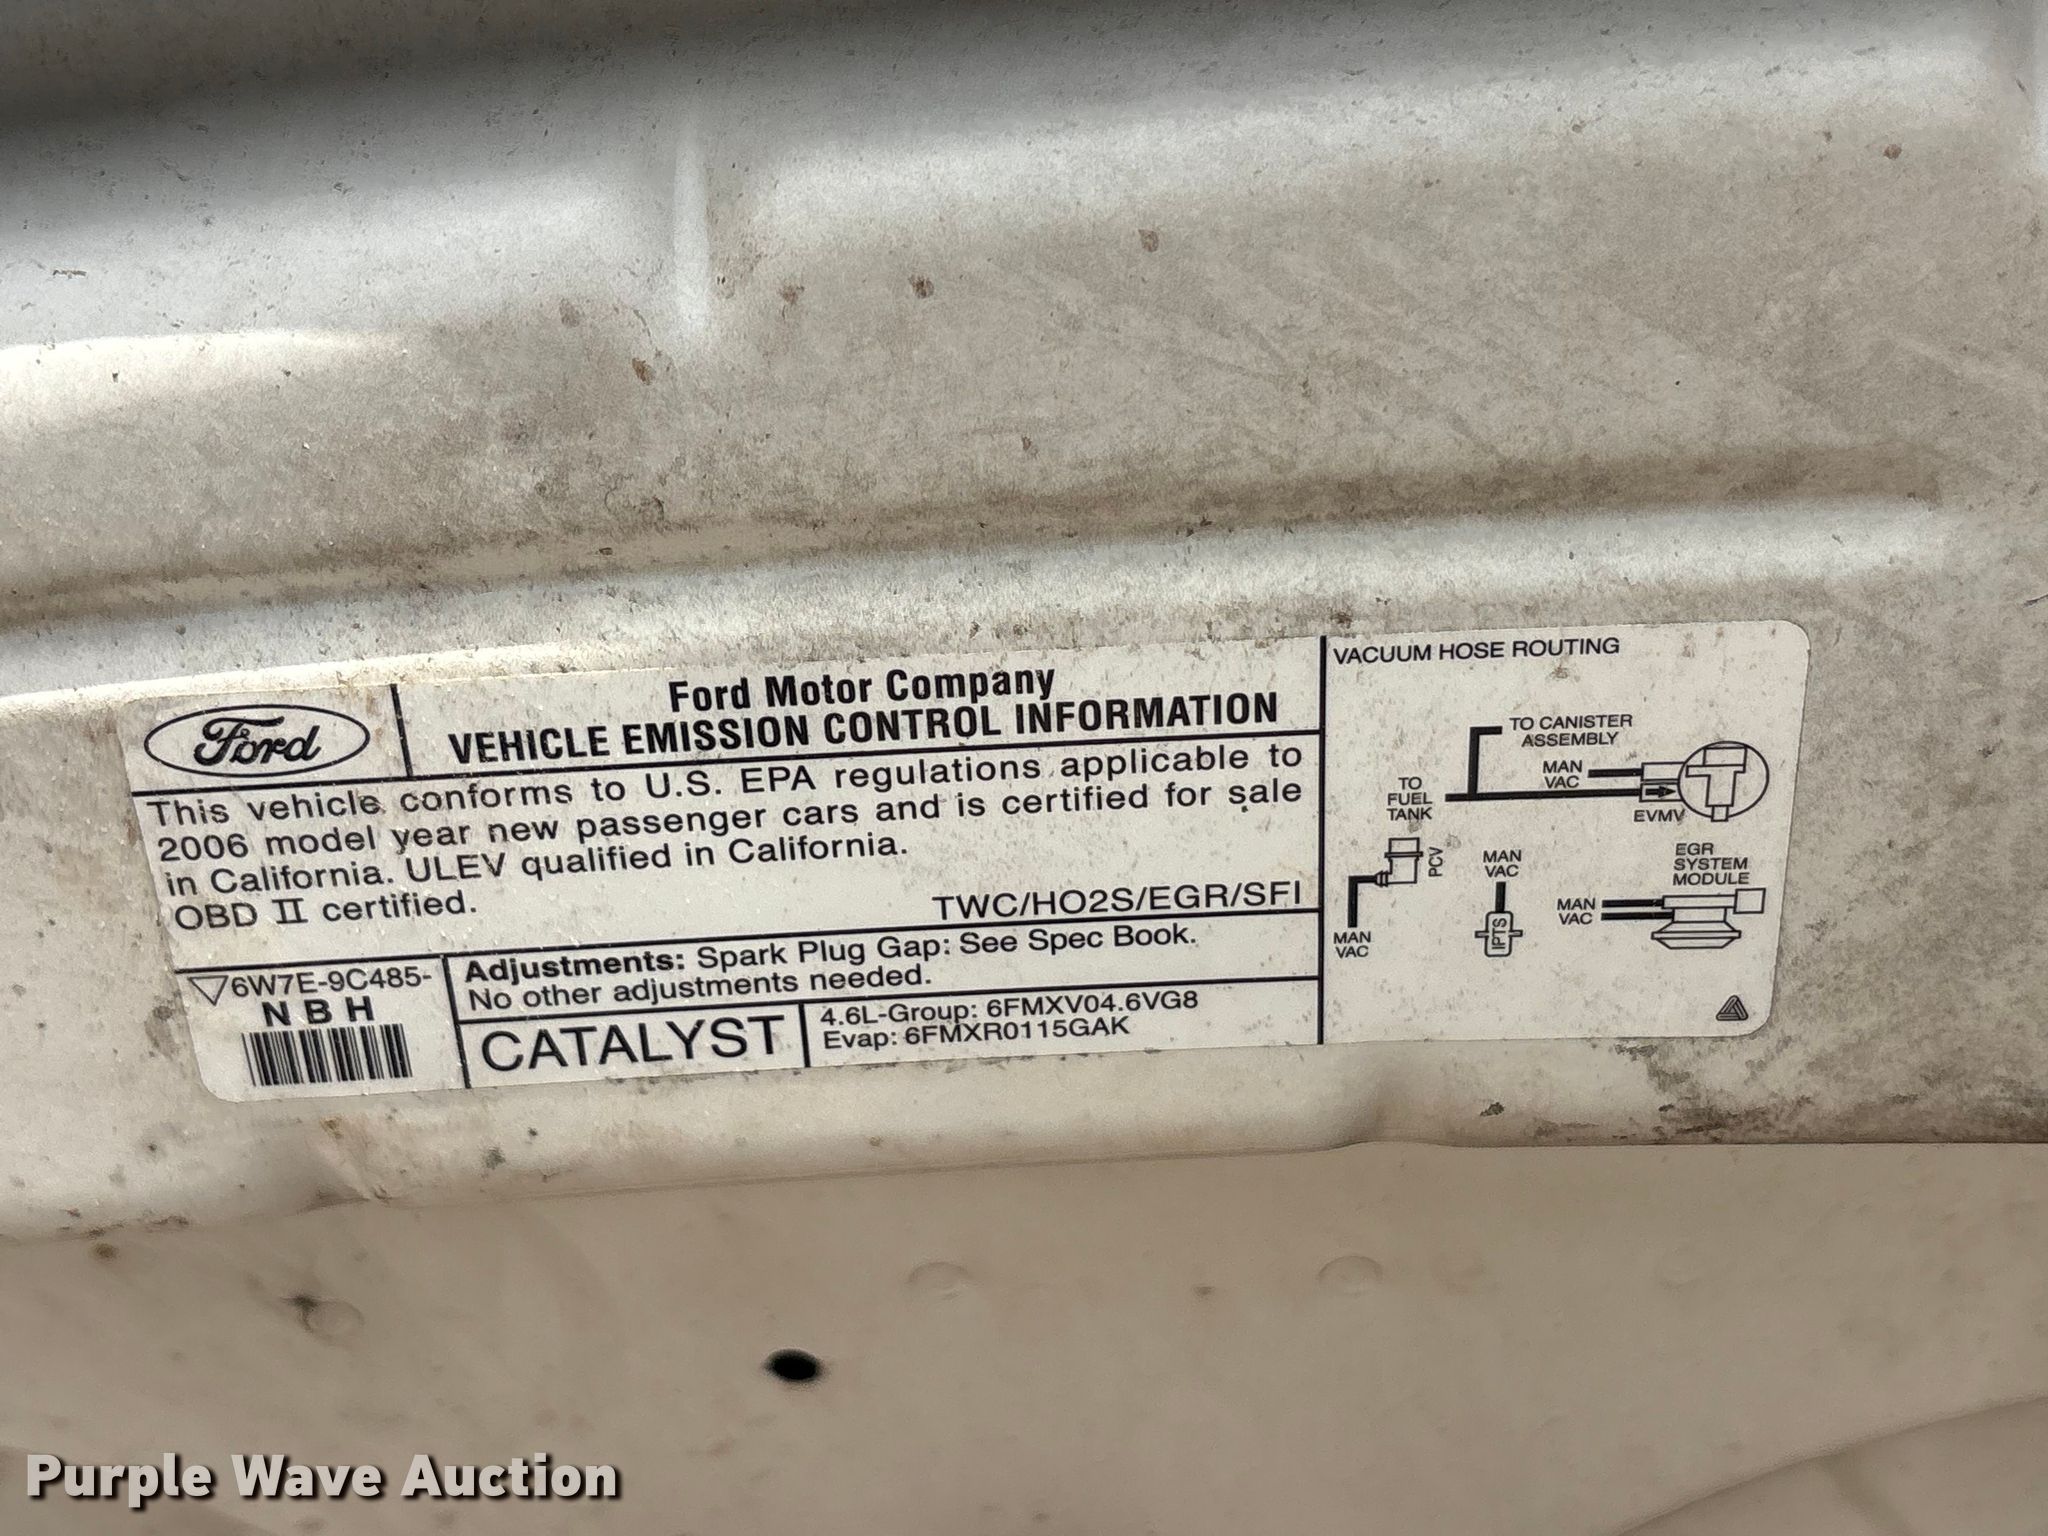 Ford
Ford Motor Company
VEHICLE EMISSION CONTROL INFORMATION
This vehicle conforms to U.S. EPA regulations applicable to
2006 model year new passenger cars and is certified for sale
in California. ULEV qualified in California.
OBD II certified.
TWC/HO2S/EGR/SFI
6W7E-9C485-
N B H
Adjustments: Spark Plug Gap: See Spec Book.
No other adjustments needed.
CATALYST
4.6L-Group: 6FMXV04.6VG8
Evap: 6FMXR0115GAK
VACUUM HOSE ROUTING
TO CANISTER
ASSEMBLY
MAN
VAC
TO
FUEL
TANK
EVMV
PCV
MAN
VAC
MAN
VAC
IPTS
EGR
SYSTEM
MODULE
MAN
VAC
Purple Wave Auction